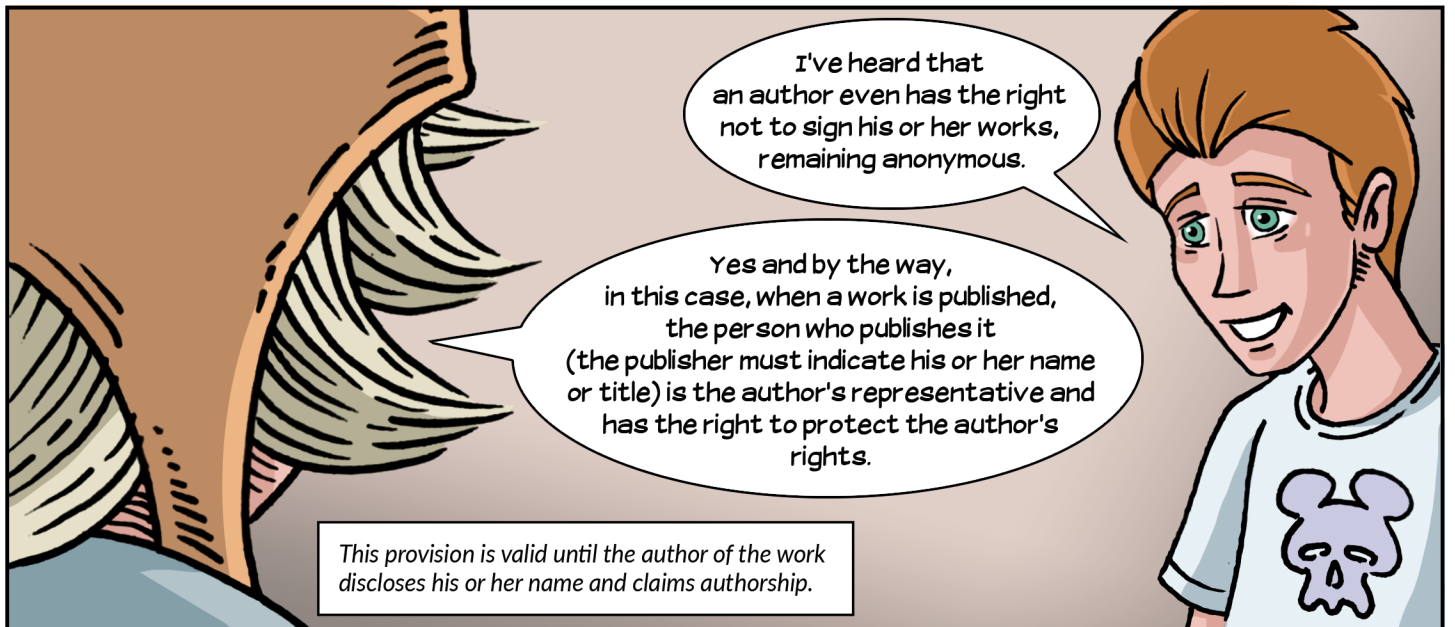 I've heard that
an author even has the right
not to sign his or her works,
remaining anonymous.
Yes and by the way,
in this case, when a work is published,
the person who publishes it
(the publisher must indicate his or her name
or title) is the author's representative and
has the right to protect the author's
rights.
This provision is valid until the author of the work
discloses his or her name and claims authorship.